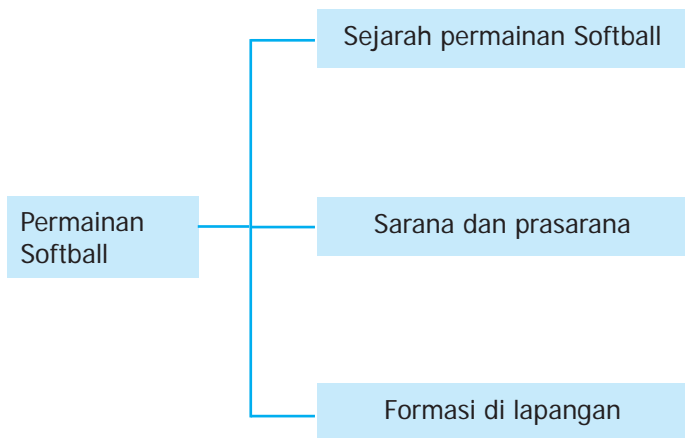 Sejarah permainan Softball
Permainan
Softball
Sarana dan prasarana
Formasi di lapangan